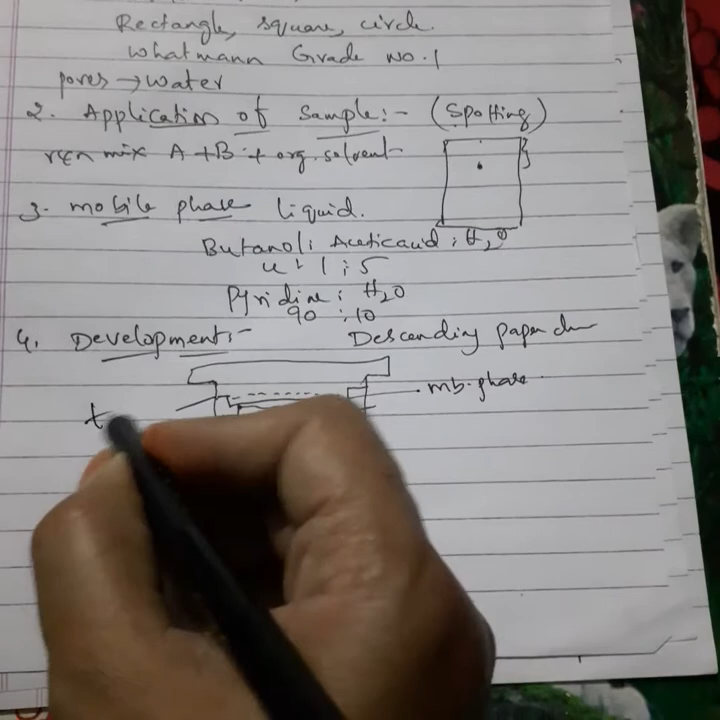 Rectangle, square, circle.
Whatmann Grade No.1
pores → water
2. Application of Sample:- (Spotting)
rxn mix A+B + org. solvent
3. mobile phase liquid.
Butanol : Acetic acid : H2O
4 : 1 : 5
Pyridine : H2O
90 : 10
4. Development:- Descending paper
mb. phase
t